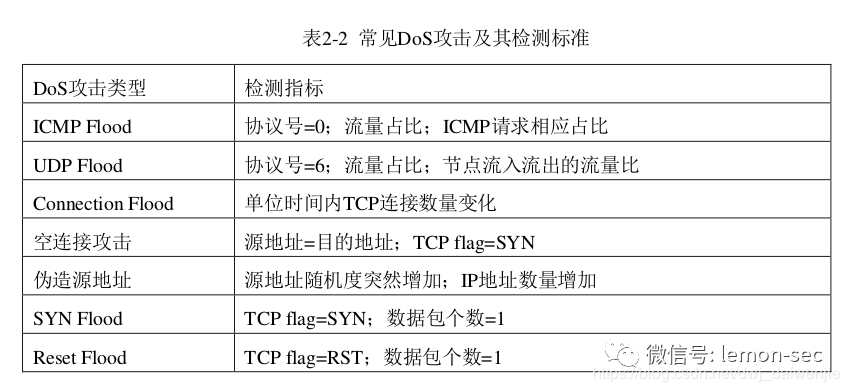 表2-2 常见DoS攻击及其检测标准
DoS攻击类型 检测指标
ICMP Flood 协议号=0；流量占比；ICMP请求相应占比
UDP Flood 协议号=6；流量占比；节点流入流出的流量比
Connection Flood 单位时间内TCP连接数量变化
空连接攻击 源地址=目的地址；TCP flag=SYN
伪造源地址 源地址随机度突然增加；IP地址数量增加
SYN Flood TCP flag=SYN；数据包个数=1
Reset Flood TCP flag=RST；数据包个数=1
微信号: lemon-sec
https://blog.csdn.net/dwj_daiwenjie